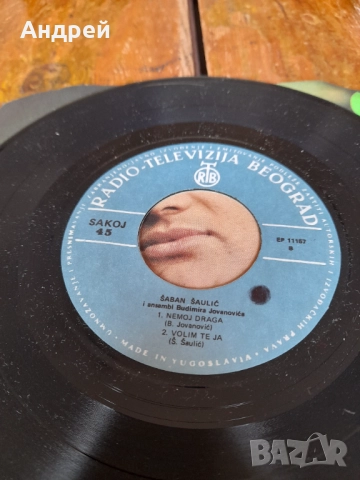 Андрей
RADIO-TELEVIZIJA BEOGRAD
RTB
SAKOJ
45
EP 11187
B
ŠABAN ŠAULIĆ
i ansambl Budimira Jovanovića
1. NEMOJ DRAGA
(B. Jovanović)
2. VOLIM TE JA
(Š. Šaulić)
MADE IN YUGOSLAVIA
BAZAR